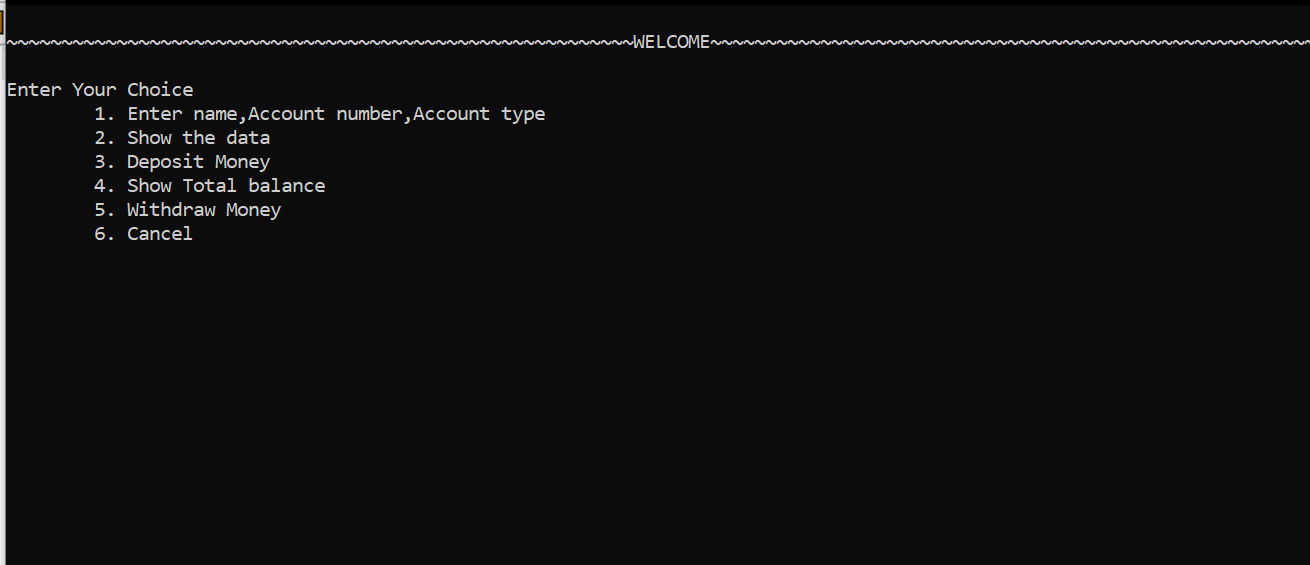 ~~~~~~~~~~~~~~~~~~~~~~~~~~~~~~~~~~~~~~~~~~~~~~~~~~~~~~~~~WELCOME~~~~~~~~~~~~~~~~~~~~~~~~~~~~~~~~~~~~~~~~~~~~~~~~~~~~~~~
Enter Your Choice
1. Enter name,Account number,Account type
2. Show the data
3. Deposit Money
4. Show Total balance
5. Withdraw Money
6. Cancel